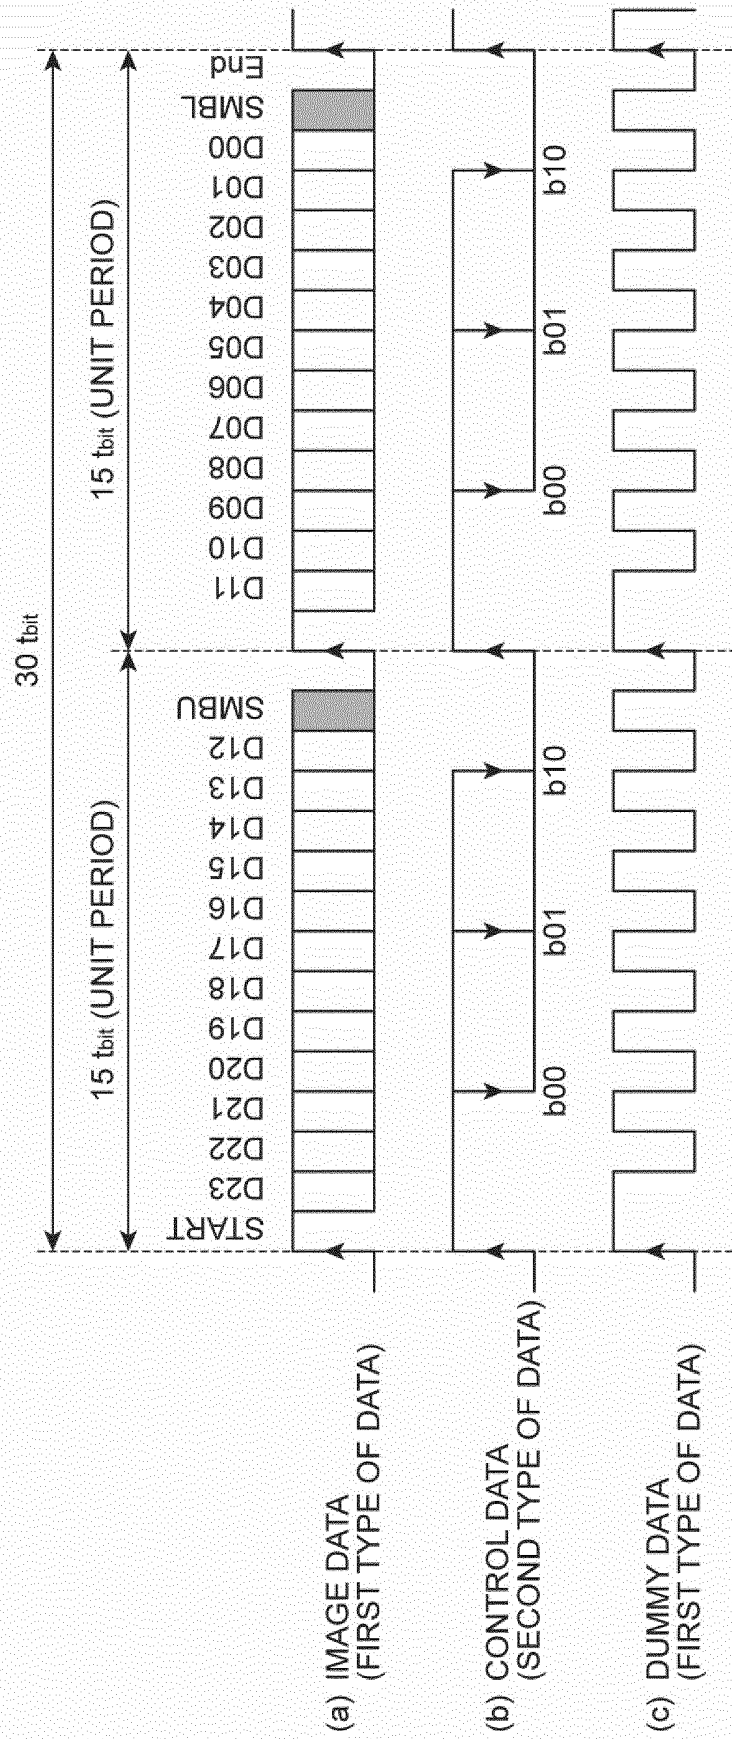 30 tbit
15 tbit (UNIT PERIOD)
15 tbit (UNIT PERIOD)
START
D23
D22
D21
D20
D19
D18
D17
D16
D15
D14
D13
D12
SMBU
D11
D10
D09
D08
D07
D06
D05
D04
D03
D02
D01
D00
SMBL
End
(a) IMAGE DATA
(FIRST TYPE OF DATA)
(b) CONTROL DATA
(SECOND TYPE OF DATA)
b00
b01
b10
b00
b01
b10
(c) DUMMY DATA
(FIRST TYPE OF DATA)